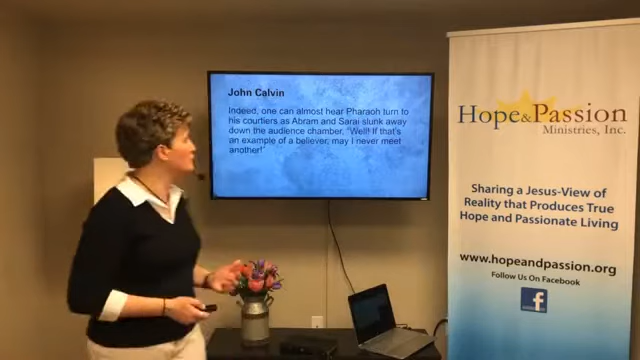 John Calvin
Indeed, one can almost hear Pharaoh turn to
his courtiers as Abram and Sarai slunk away
down the audience chamber, "Well! If that's
an example of a believer, may I never meet
another!"
Hope&Passion
Ministries, Inc.
Sharing a Jesus-View of
Reality that Produces True
Hope and Passionate Living
www.hopeandpassion.org
Follow Us On Facebook
f